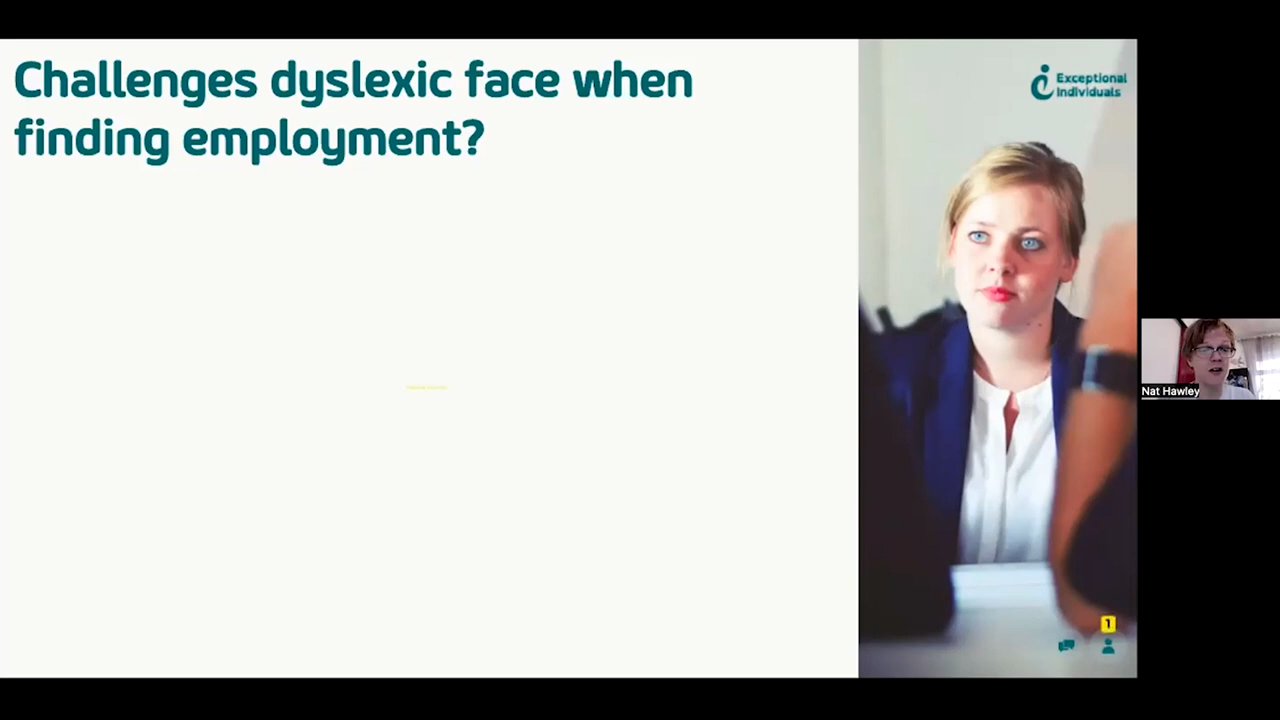 Challenges dyslexic face when
finding employment?
Exceptional
Individuals
Nat Hawley
1